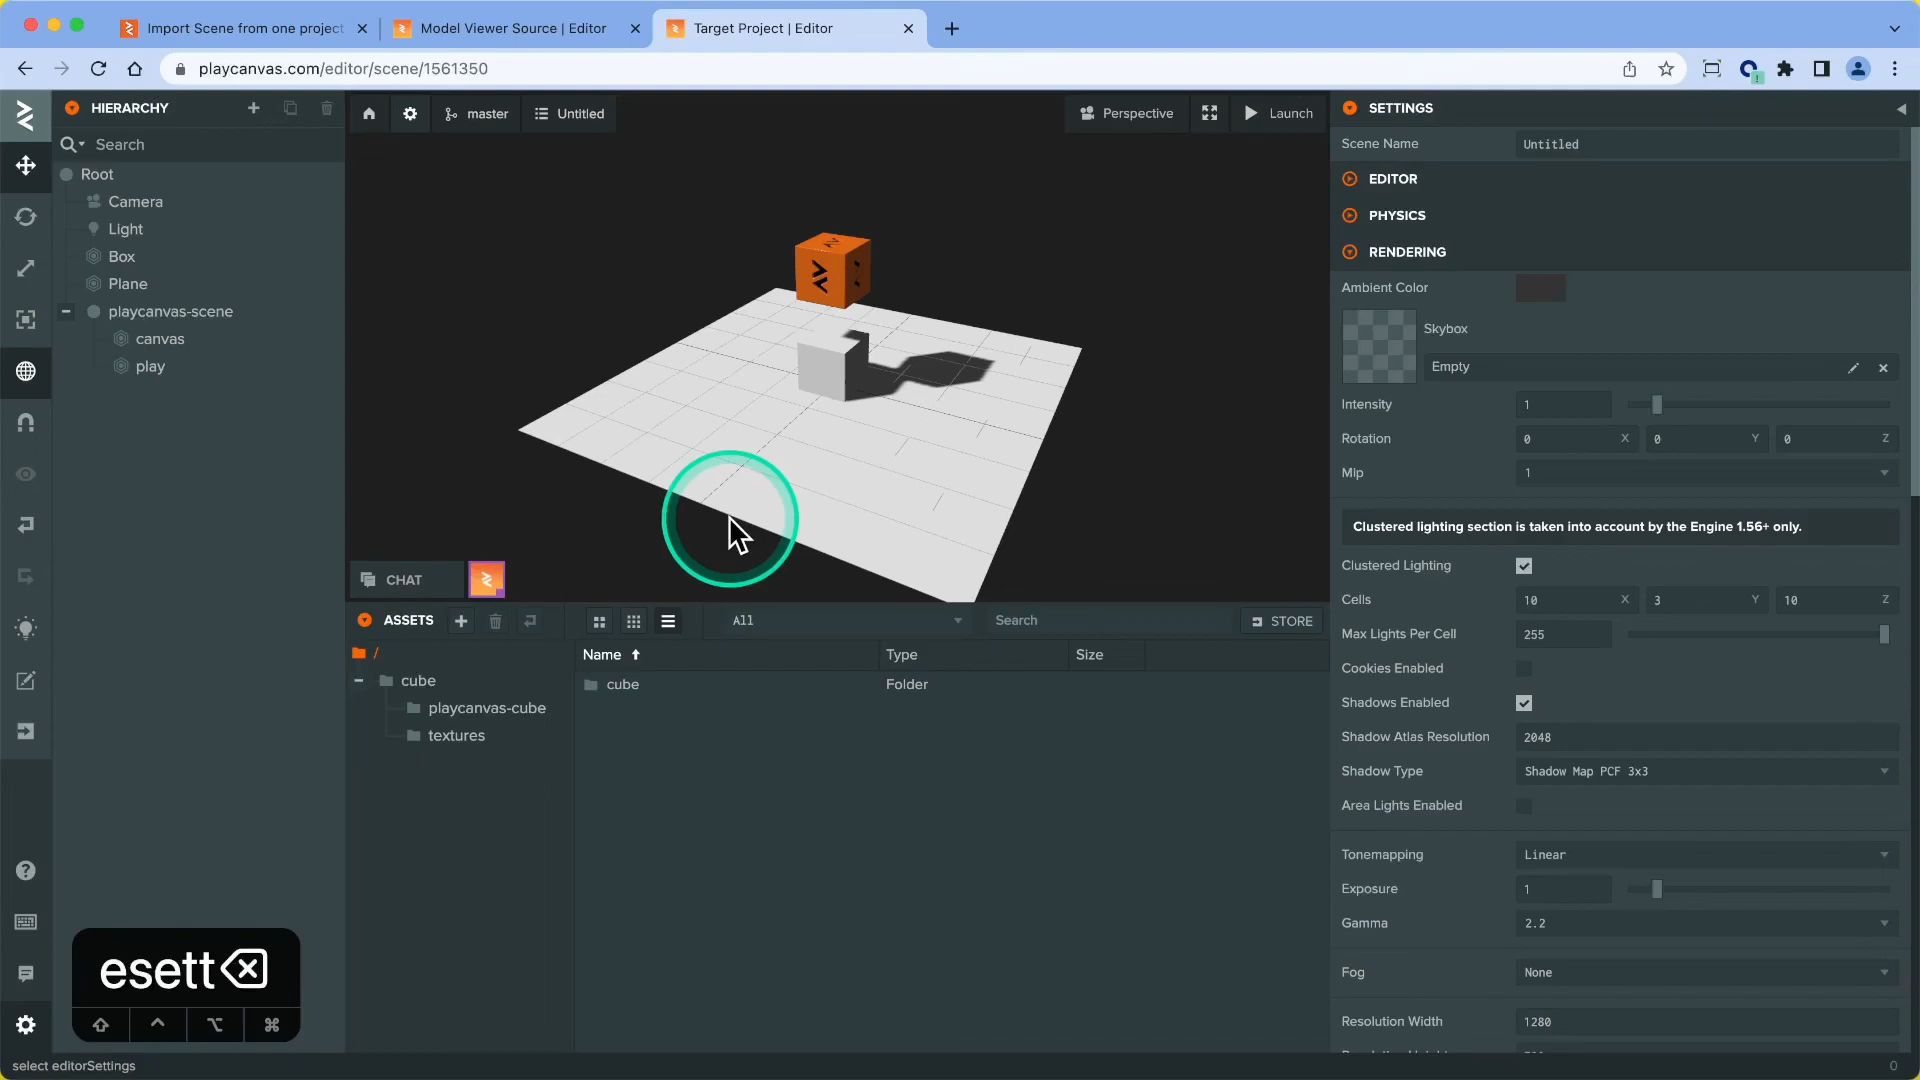 Import Scene from one project
Model Viewer Source | Editor
Target Project | Editor
playcanvas.com/editor/scene/1561350
HIERARCHY
Search
Root
Camera
Light
Box
Plane
playcanvas-scene
canvas
play
master
Untitled
Perspective
Launch
CHAT
ASSETS
All
Search
STORE
/
cube
playcanvas-cube
textures
Name
Type
Size
cube
Folder
SETTINGS
Scene Name
Untitled
EDITOR
PHYSICS
RENDERING
Ambient Color
Skybox
Empty
Intensity
1
Rotation
0 X 0 Y 0 Z
Mip
1
Clustered lighting section is taken into account by the Engine 1.56+ only.
Clustered Lighting
Cells
10 X 3 Y 10 Z
Max Lights Per Cell
255
Cookies Enabled
Shadows Enabled
Shadow Atlas Resolution
2048
Shadow Type
Shadow Map PCF 3x3
Area Lights Enabled
Tonemapping
Linear
Exposure
1
Gamma
2.2
Fog
None
Resolution Width
1280
esett
select editorSettings
0